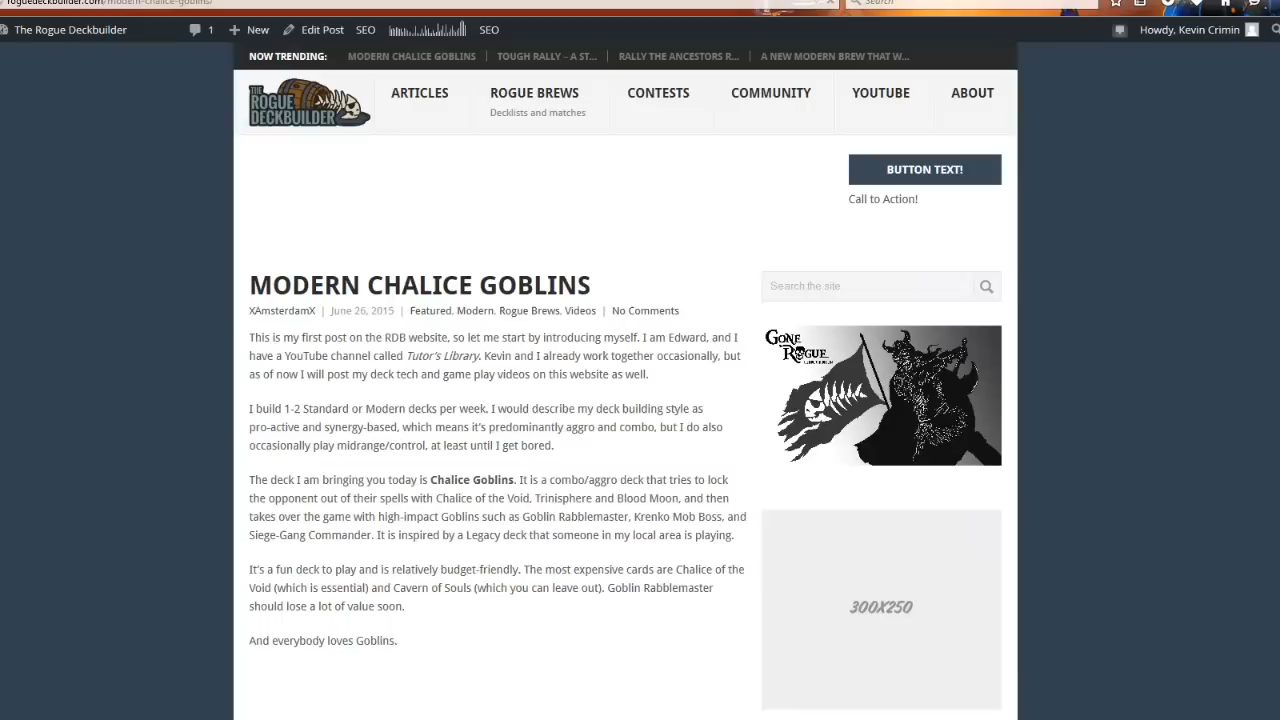 roguedeckbuilder.com/modern-chalice-goblins/
Search
The Rogue Deckbuilder
1
New
Edit Post
SEO
SEO
Howdy, Kevin Crimin
NOW TRENDING:
MODERN CHALICE GOBLINS
TOUGH RALLY – A ST...
RALLY THE ANCESTORS R...
A NEW MODERN BREW THAT W...
THE ROGUE DECKBUILDER
ARTICLES
ROGUE BREWS
Decklists and matches
CONTESTS
COMMUNITY
YOUTUBE
ABOUT
BUTTON TEXT!
Call to Action!
MODERN CHALICE GOBLINS
XAmsterdamX | June 26, 2015 | Featured, Modern, Rogue Brews, Videos | No Comments
This is my first post on the RDB website, so let me start by introducing myself. I am Edward, and I
have a YouTube channel called Tutor's Library. Kevin and I already work together occasionally, but
as of now I will post my deck tech and game play videos on this website as well.
I build 1-2 Standard or Modern decks per week. I would describe my deck building style as
pro-active and synergy-based, which means it's predominantly aggro and combo, but I do also
occasionally play midrange/control, at least until I get bored.
The deck I am bringing you today is Chalice Goblins. It is a combo/aggro deck that tries to lock
the opponent out of their spells with Chalice of the Void, Trinisphere and Blood Moon, and then
takes over the game with high-impact Goblins such as Goblin Rabblemaster, Krenko Mob Boss, and
Siege-Gang Commander. It is inspired by a Legacy deck that someone in my local area is playing.
It's a fun deck to play and is relatively budget-friendly. The most expensive cards are Chalice of the
Void (which is essential) and Cavern of Souls (which you can leave out). Goblin Rabblemaster
should lose a lot of value soon.
And everybody loves Goblins.
Search the site
GONE ROGUE
300X250